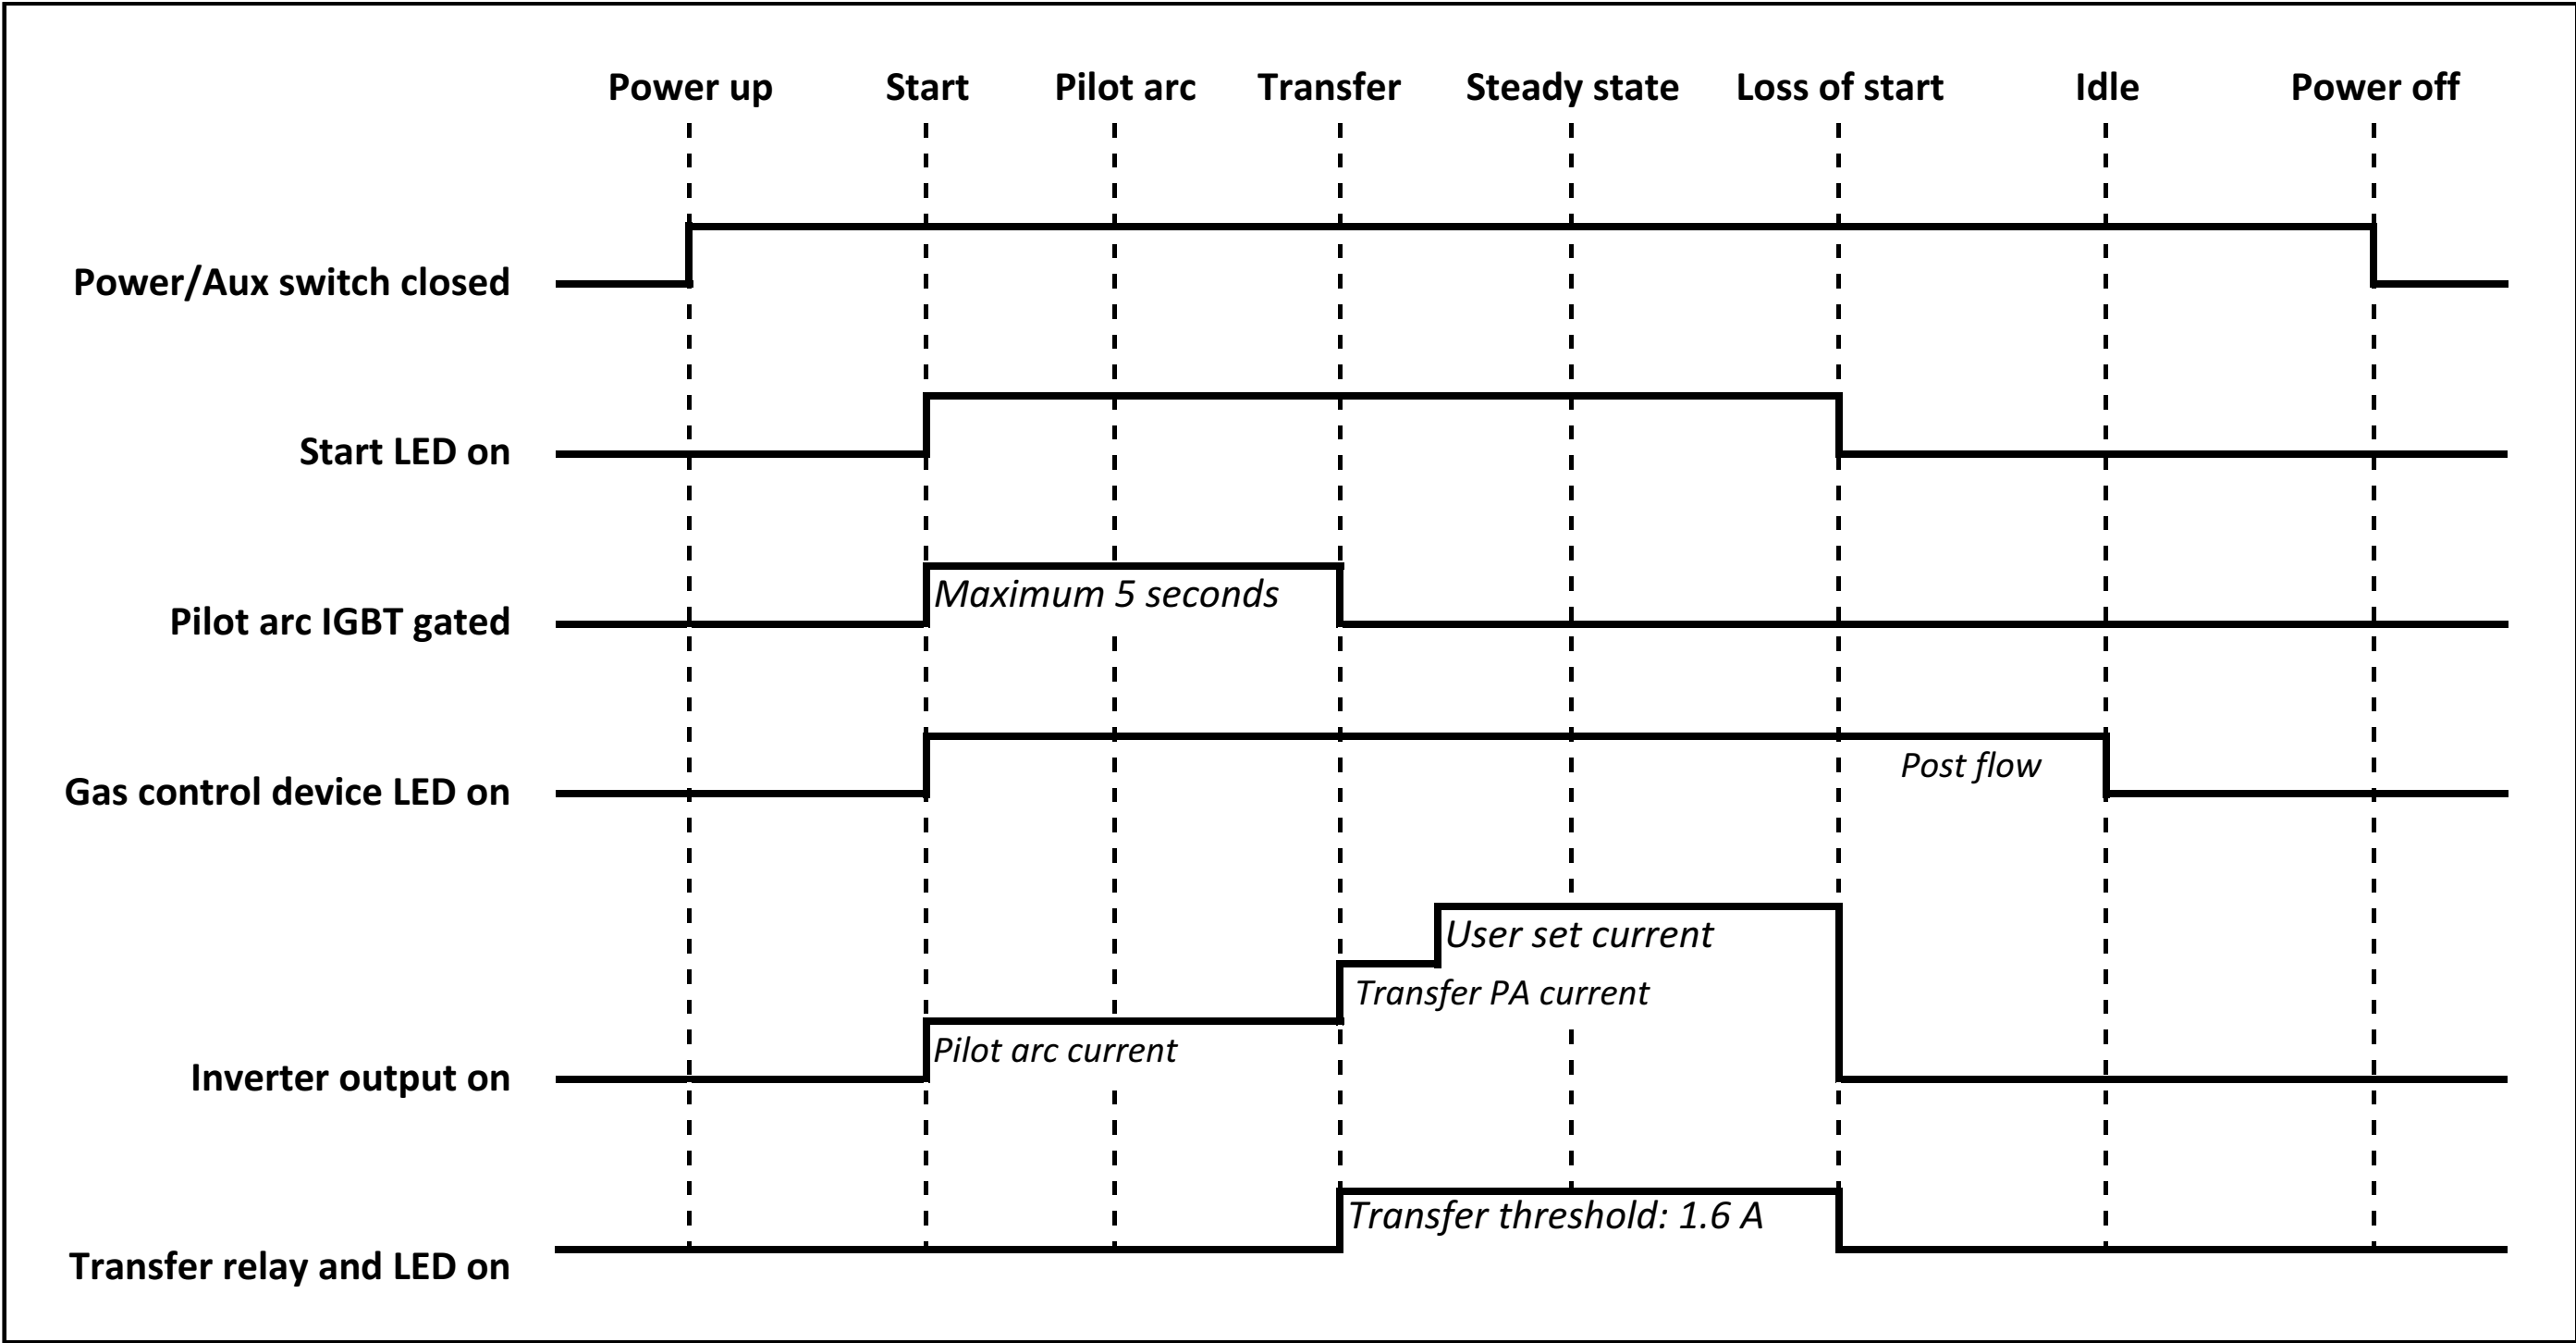 Power up
Start
Pilot arc
Transfer
Steady state
Loss of start
Idle
Power off
Power/Aux switch closed
Start LED on
Pilot arc IGBT gated
Maximum 5 seconds
Gas control device LED on
Post flow
Inverter output on
Pilot arc current
Transfer PA current
User set current
Transfer relay and LED on
Transfer threshold: 1.6 A